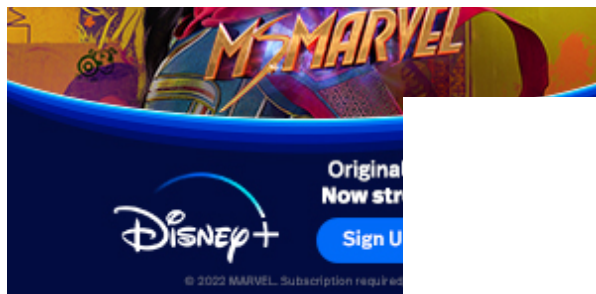 MS MARVEL
Original
Now str
Disney+
Sign U
© 2022 MARVEL. Subscription required